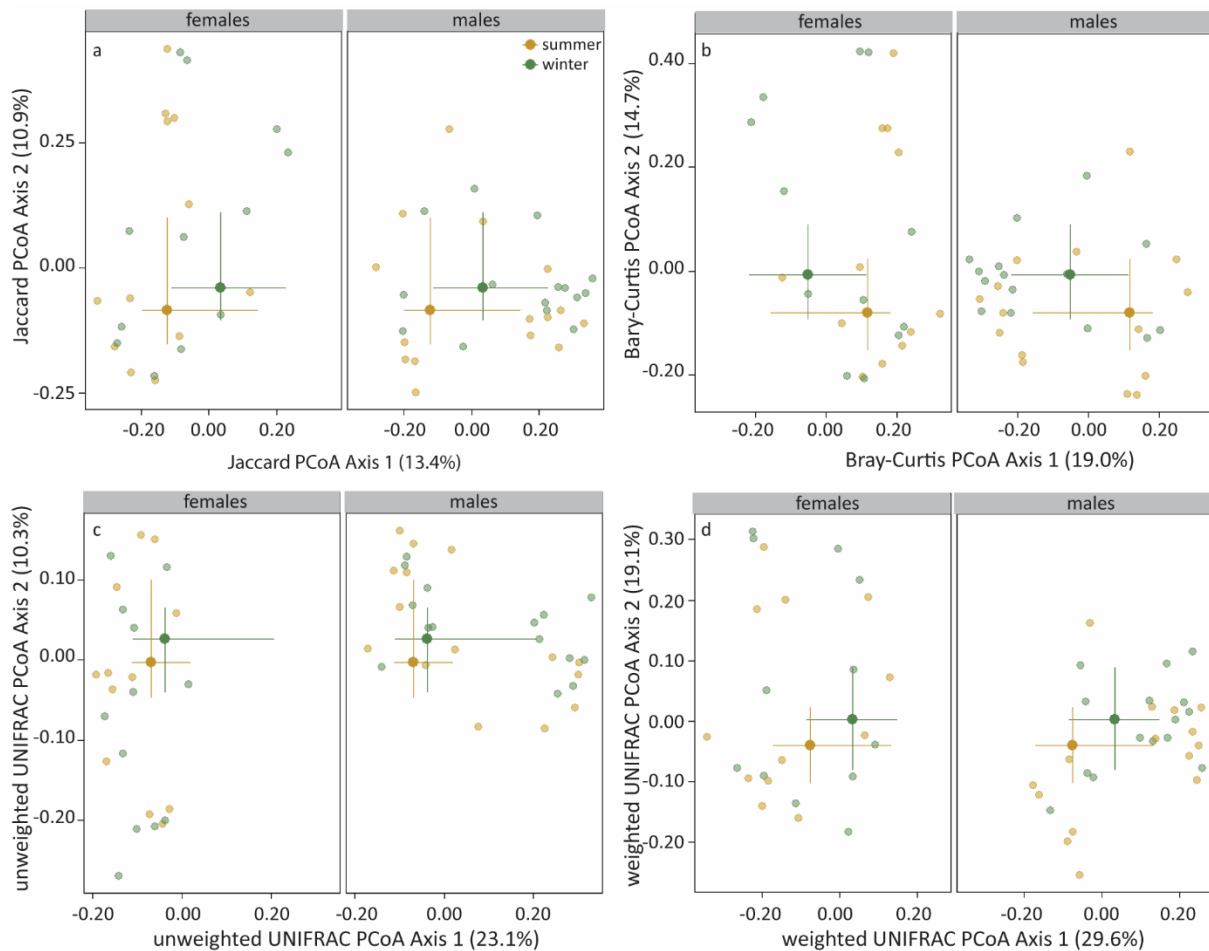 females males
a
summer
winter
Jaccard PCoA Axis 2 (10.9%)
0.25
0.00
-0.25
-0.20 0.00 0.20 -0.20 0.00 0.20
Jaccard PCoA Axis 1 (13.4%)
females males
b
Bary-Curtis PCoA Axis 2 (14.7%)
0.40
0.20
0.00
-0.20
-0.20 0.00 0.20 -0.20 0.00 0.20
Bray-Curtis PCoA Axis 1 (19.0%)
females males
c
unweighted UNIFRAC PCoA Axis 2 (10.3%)
0.10
0.00
-0.10
-0.20
-0.20 0.00 0.20 -0.20 0.00 0.20
unweighted UNIFRAC PCoA Axis 1 (23.1%)
females males
d
weighted UNIFRAC PCoA Axis 2 (19.1%)
0.30
0.20
0.10
0.00
-0.10
-0.20
-0.20 0.00 0.20 -0.20 0.00 0.20
weighted UNIFRAC PCoA Axis 1 (29.6%)